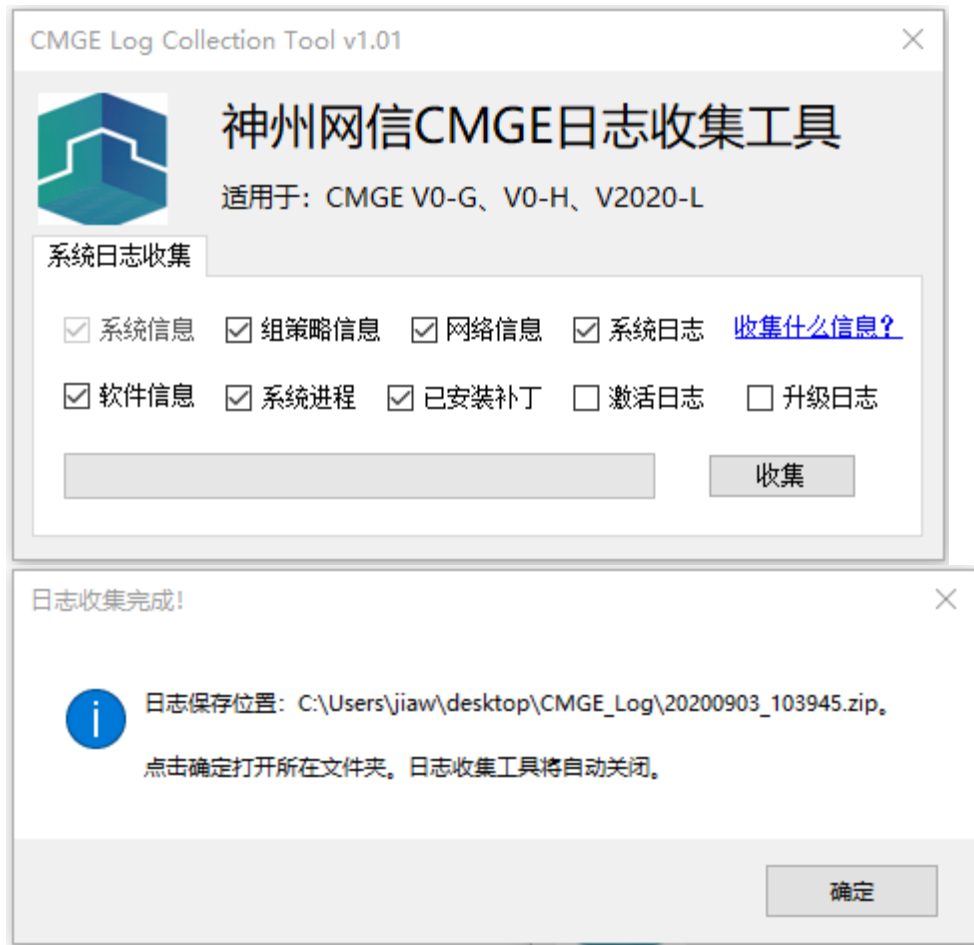 CMGE Log Collection Tool v1.01
神州网信CMGE日志收集工具
适用于：CMGE V0-G、V0-H、V2020-L
系统日志收集
系统信息 组策略信息 网络信息 系统日志 收集什么信息？
软件信息 系统进程 已安装补丁 激活日志 升级日志
收集
日志收集完成！
日志保存位置：C:\Users\jiaw\desktop\CMGE_Log\20200903_103945.zip。
点击确定打开所在文件夹。日志收集工具将自动关闭。
确定